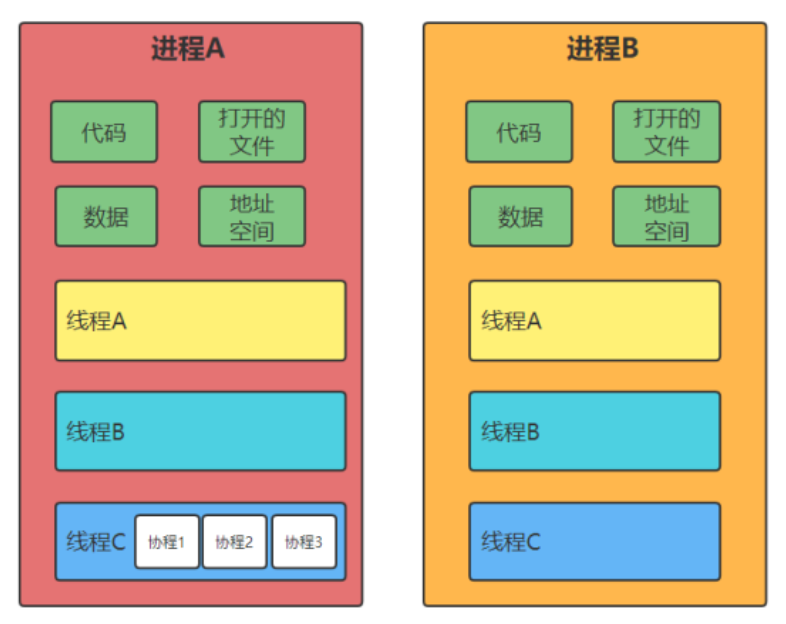 进程A
代码
打开的
文件
数据
地址
空间
线程A
线程B
线程C
协程1
协程2
协程3
进程B
代码
打开的
文件
数据
地址
空间
线程A
线程B
线程C